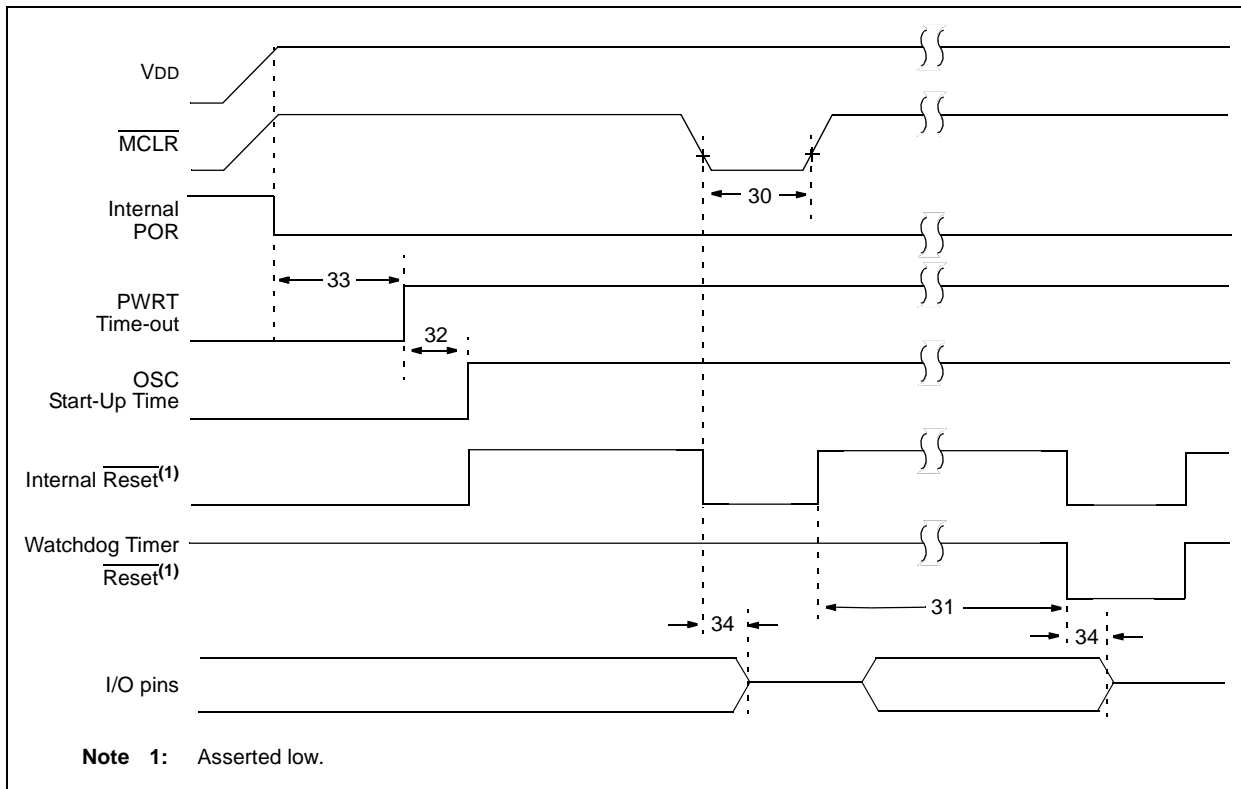 VDD
MCLR
30
Internal
POR
33
PWRT
Time-out
32
OSC
Start-Up Time
Internal Reset(1)
Watchdog Timer
Reset(1)
31
34
34
I/O pins
Note 1: Asserted low.